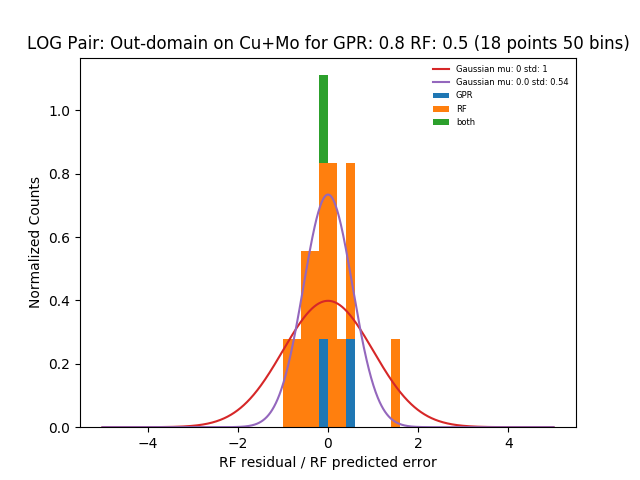 LOG Pair: Out-domain on Cu+Mo for GPR: 0.8 RF: 0.5 (18 points 50 bins)
Gaussian mu: 0 std: 1
Gaussian mu: 0.0 std: 0.54
GPR
RF
both
Normalized Counts
1.0
0.8
0.6
0.4
0.2
0.0
−4
−2
0
2
4
RF residual / RF predicted error